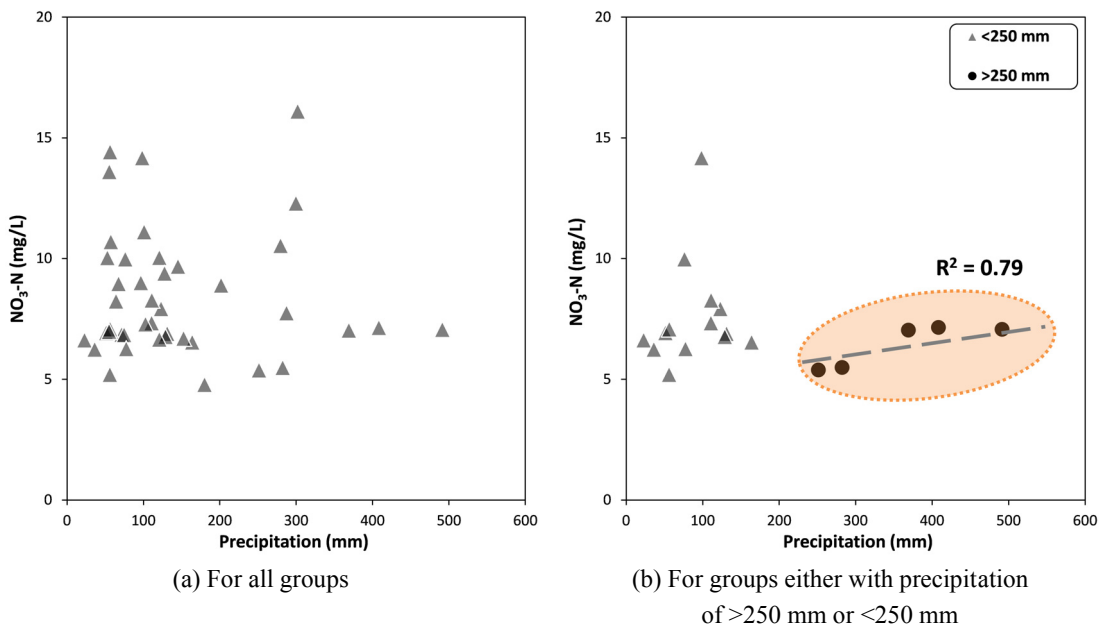 20
15
10
5
0
NO₃-N (mg/L)
0 100 200 300 400 500 600
Precipitation (mm)
(a) For all groups
20
15
10
5
0
NO₃-N (mg/L)
<250 mm
>250 mm
R² = 0.79
0 100 200 300 400 500 600
Precipitation (mm)
(b) For groups either with precipitation
of >250 mm or <250 mm